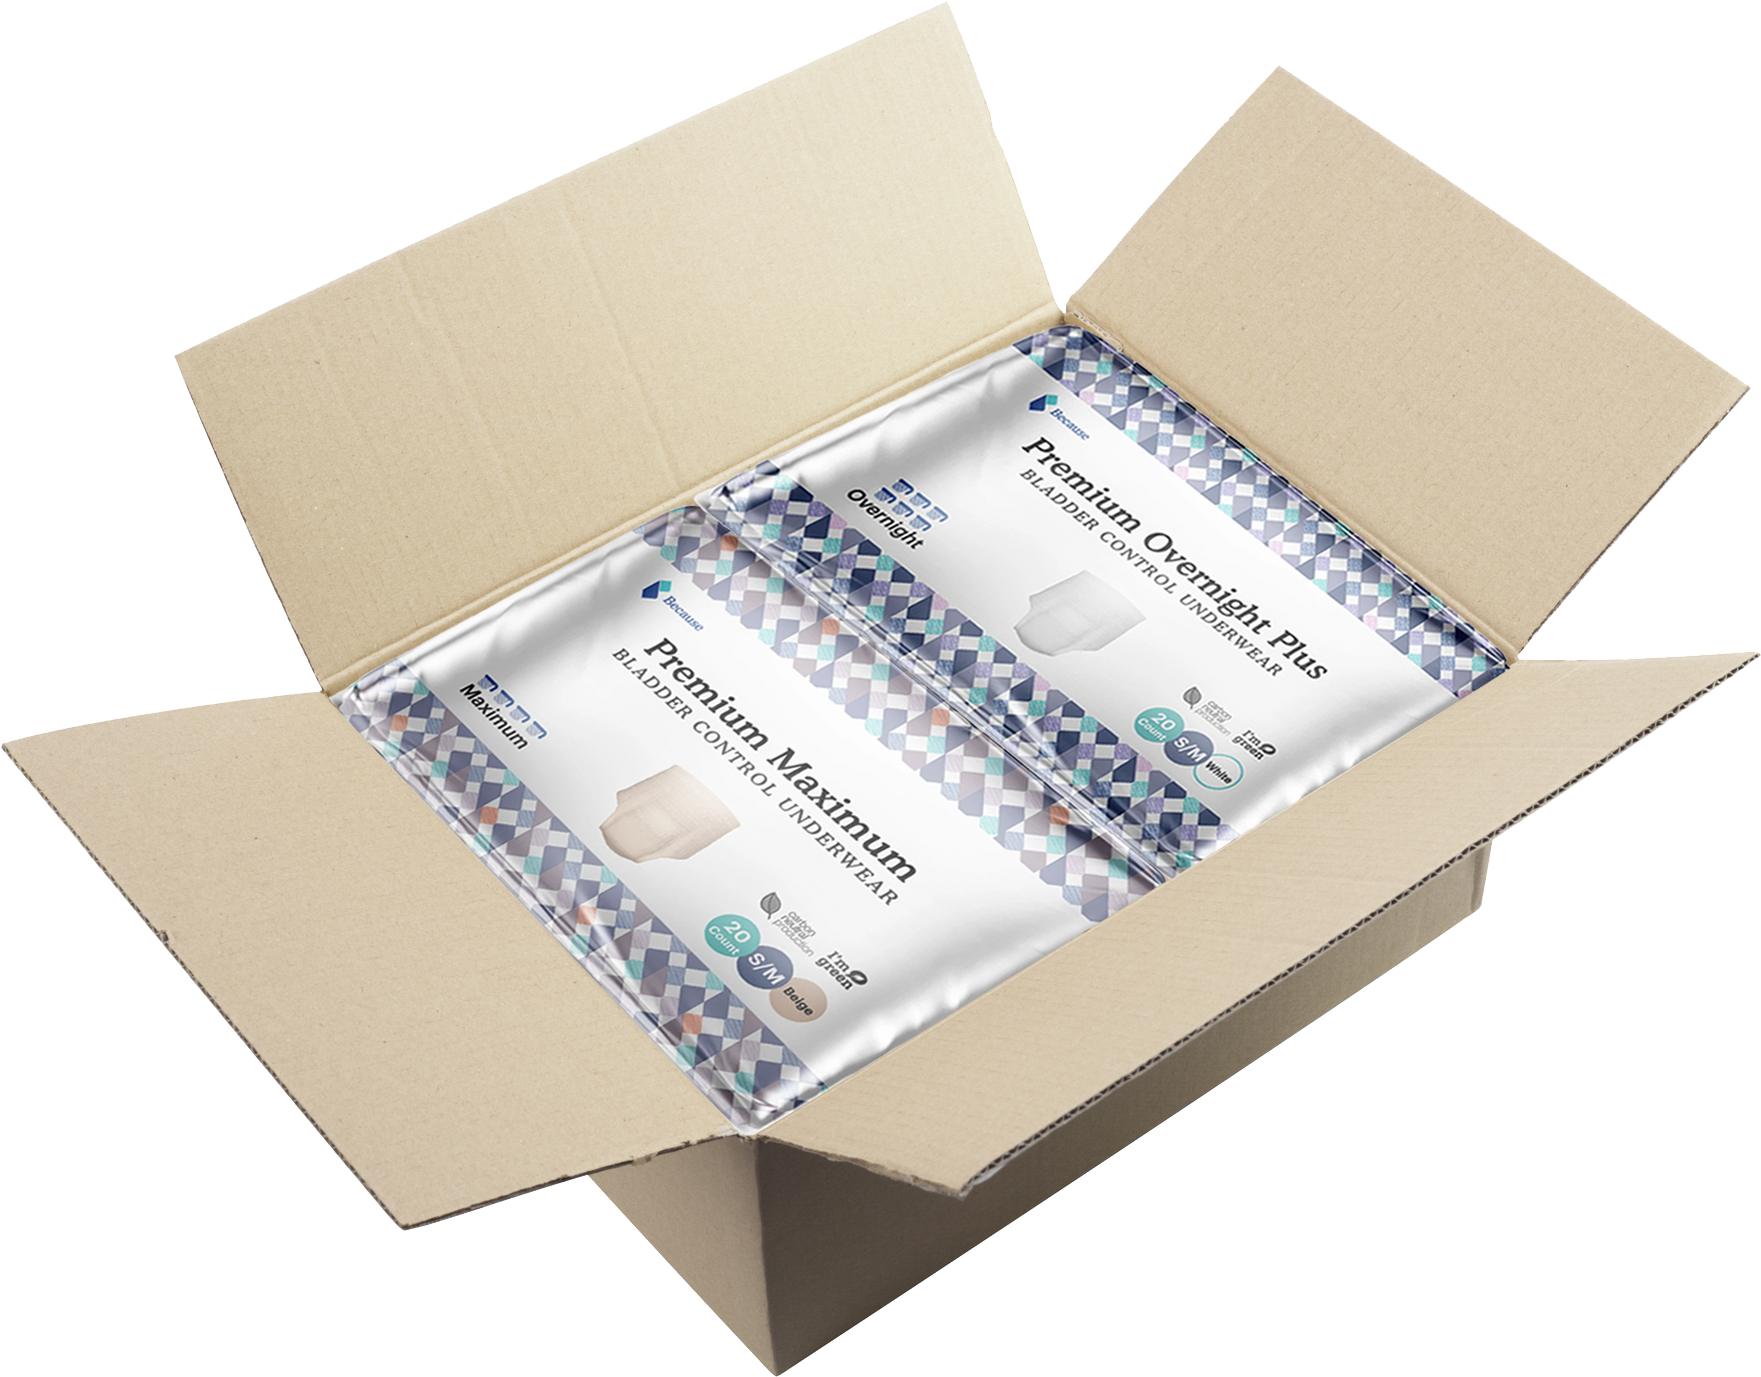 Because
Premium Overnight Plus
BLADDER CONTROL UNDERWEAR
Overnight
carbon
neutral
production
I'm
green
20
Count
S/M
White
Because
Premium Maximum
BLADDER CONTROL UNDERWEAR
Maximum
carbon
neutral
production
I'm
green
20
Count
S/M
Beige